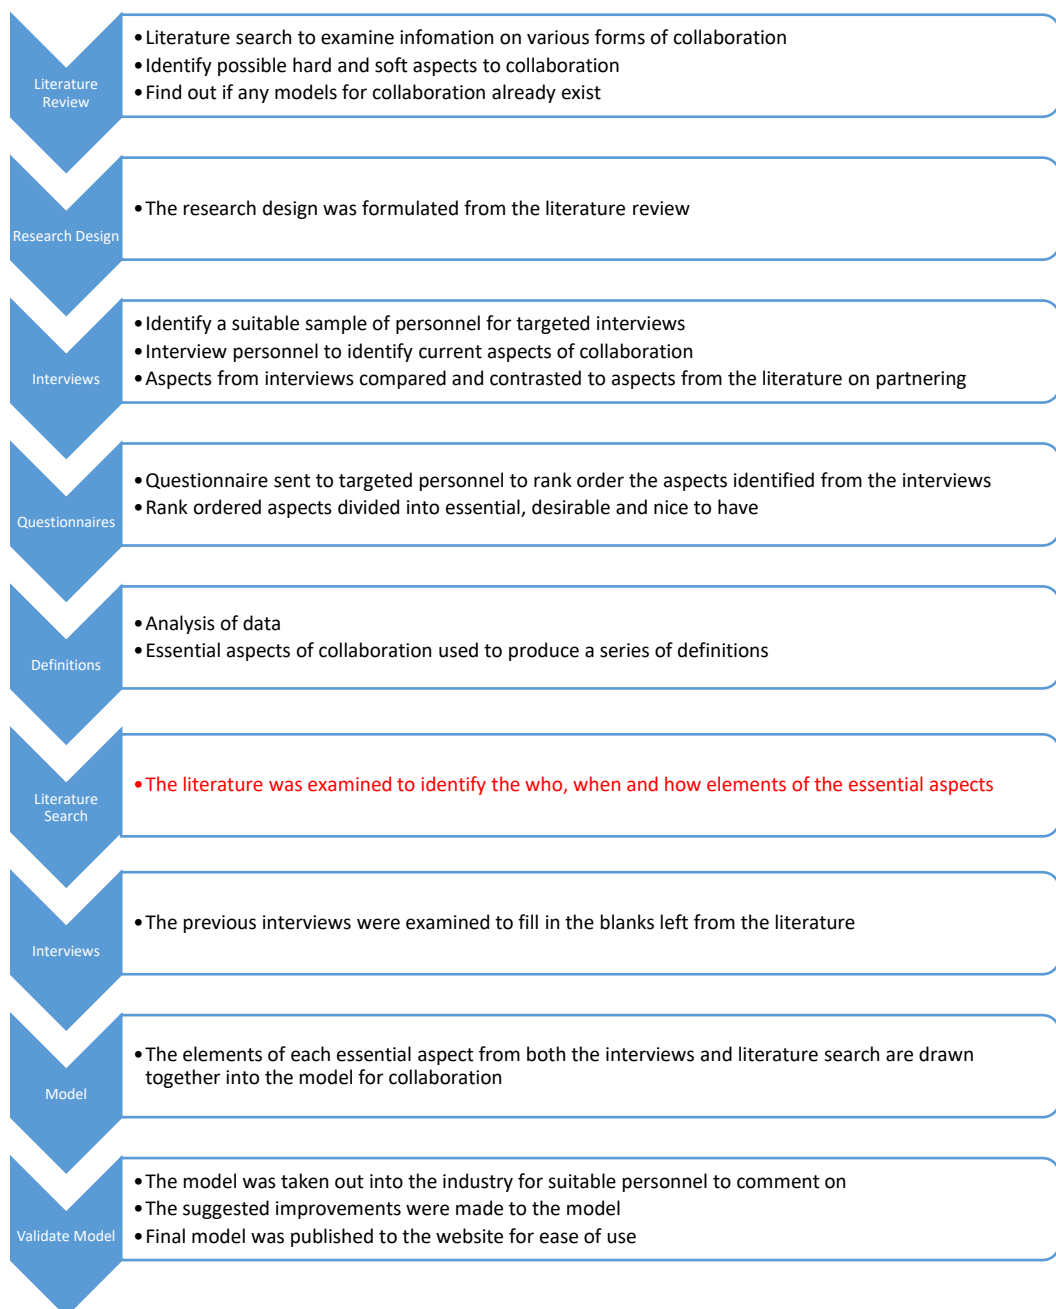 Literature
Review
•Literature search to examine infomation on various forms of collaboration
•Identify possible hard and soft aspects to collaboration
•Find out if any models for collaboration already exist
Research Design
•The research design was formulated from the literature review
Interviews
•Identify a suitable sample of personnel for targeted interviews
•Interview personnel to identify current aspects of collaboration
•Aspects from interviews compared and contrasted to aspects from the literature on partnering
Questionnaires
•Questionnaire sent to targeted personnel to rank order the aspects identified from the interviews
•Rank ordered aspects divided into essential, desirable and nice to have
Definitions
•Analysis of data
•Essential aspects of collaboration used to produce a series of definitions
Literature
Search
•The literature was examined to identify the who, when and how elements of the essential aspects
Interviews
•The previous interviews were examined to fill in the blanks left from the literature
Model
•The elements of each essential aspect from both the interviews and literature search are drawn
together into the model for collaboration
Validate Model
•The model was taken out into the industry for suitable personnel to comment on
•The suggested improvements were made to the model
•Final model was published to the website for ease of use